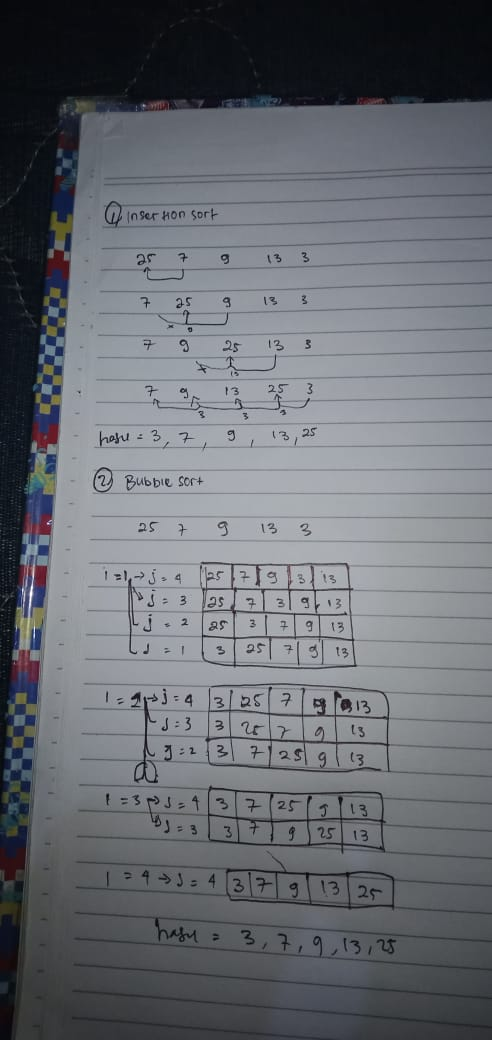 ① Insertion sort
25 7 9 13 3
7 25 9 13 3
× 9
7 9 25 13 3
× 13
7 9 13 25 3
3 3 3
hasil = 3, 7, 9, 13, 25
② Bubble sort
25 7 9 13 3
i = 1 → j = 4 25 7 9 3 13
j = 3 25 7 3 9 13
j = 2 25 3 7 9 13
j = 1 3 25 7 9 13
i = 2 → j = 4 3 25 7 9 13
j = 3 3 25 7 9 13
j = 2 3 7 25 9 13
i = 3 → j = 4 3 7 25 9 13
j = 3 3 7 9 25 13
i = 4 → j = 4 3 7 9 13 25
hasil = 3, 7, 9, 13, 25